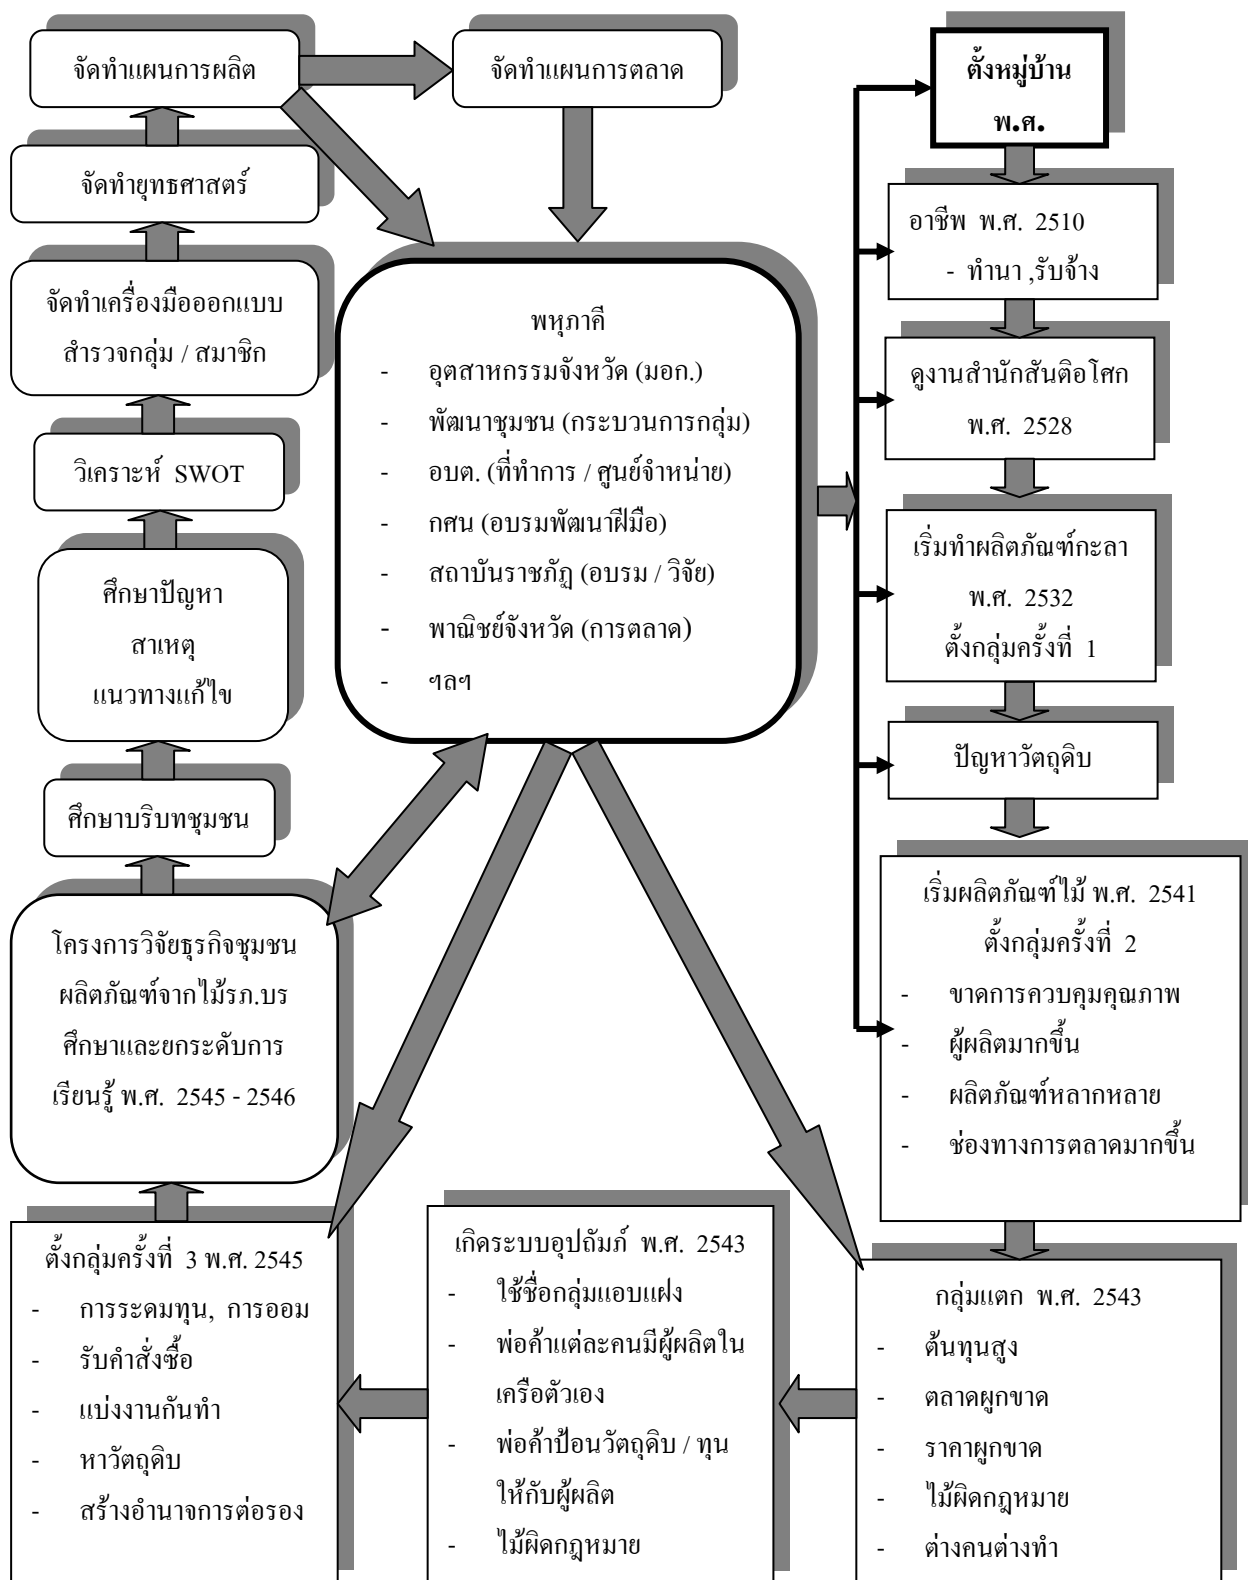 จัดทำแผนการผลิต
จัดทำแผนการตลาด
ตั้งหมู่บ้าน
พ.ศ.
จัดทำยุทธศาสตร์
อาชีพ พ.ศ. 2510
- ทำนา ,รับจ้าง
จัดทำเครื่องมือออกแบบ
สำรวจกลุ่ม / สมาชิก
พหุภาคี
- อุตสาหกรรมจังหวัด (มอก.)
- พัฒนาชุมชน (กระบวนการกลุ่ม)
- อบต. (ที่ทำการ / ศูนย์จำหน่าย)
- กศน (อบรมพัฒนาฝีมือ)
- สถาบันราชภัฏ (อบรม / วิจัย)
- พาณิชย์จังหวัด (การตลาด)
- ฯลฯ
ดูงานสำนักสันติอโศก
พ.ศ. 2528
วิเคราะห์ SWOT
เริ่มทำผลิตภัณฑ์กะลา
พ.ศ. 2532
ตั้งกลุ่มครั้งที่ 1
ศึกษาปัญหา
สาเหตุ
แนวทางแก้ไข
ปัญหาวัตถุดิบ
ศึกษาบริบทชุมชน
เริ่มผลิตภัณฑ์ไม้ พ.ศ. 2541
ตั้งกลุ่มครั้งที่ 2
- ขาดการควบคุมคุณภาพ
- ผู้ผลิตมากขึ้น
- ผลิตภัณฑ์หลากหลาย
- ช่องทางการตลาดมากขึ้น
โครงการวิจัยธุรกิจชุมชน
ผลิตภัณฑ์จากไม้รภ.บร
ศึกษาและยกระดับการ
เรียนรู้ พ.ศ. 2545 - 2546
ตั้งกลุ่มครั้งที่ 3 พ.ศ. 2545
- การระดมทุน, การออม
- รับคำสั่งซื้อ
- แบ่งงานกันทำ
- หาวัตถุดิบ
- สร้างอำนาจการต่อรอง
เกิดระบบอุปถัมภ์ พ.ศ. 2543
- ใช้ชื่อกลุ่มแอบแฝง
- พ่อค้าแต่ละคนมีผู้ผลิตใน
เครือตัวเอง
- พ่อค้าป้อนวัตถุดิบ / ทุน
ให้กับผู้ผลิต
- ไม้ผิดกฎหมาย
กลุ่มแตก พ.ศ. 2543
- ต้นทุนสูง
- ตลาดผูกขาด
- ราคาผูกขาด
- ไม้ผิดกฎหมาย
- ต่างคนต่างทำ